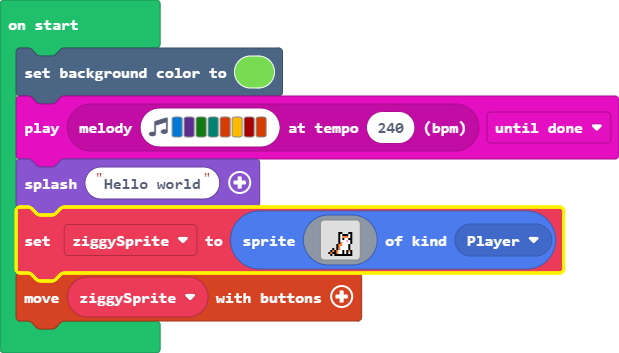 on start
set background color to
play melody at tempo 240 (bpm) until done
splash "Hello world"
set ziggySprite to sprite of kind Player
move ziggySprite with buttons